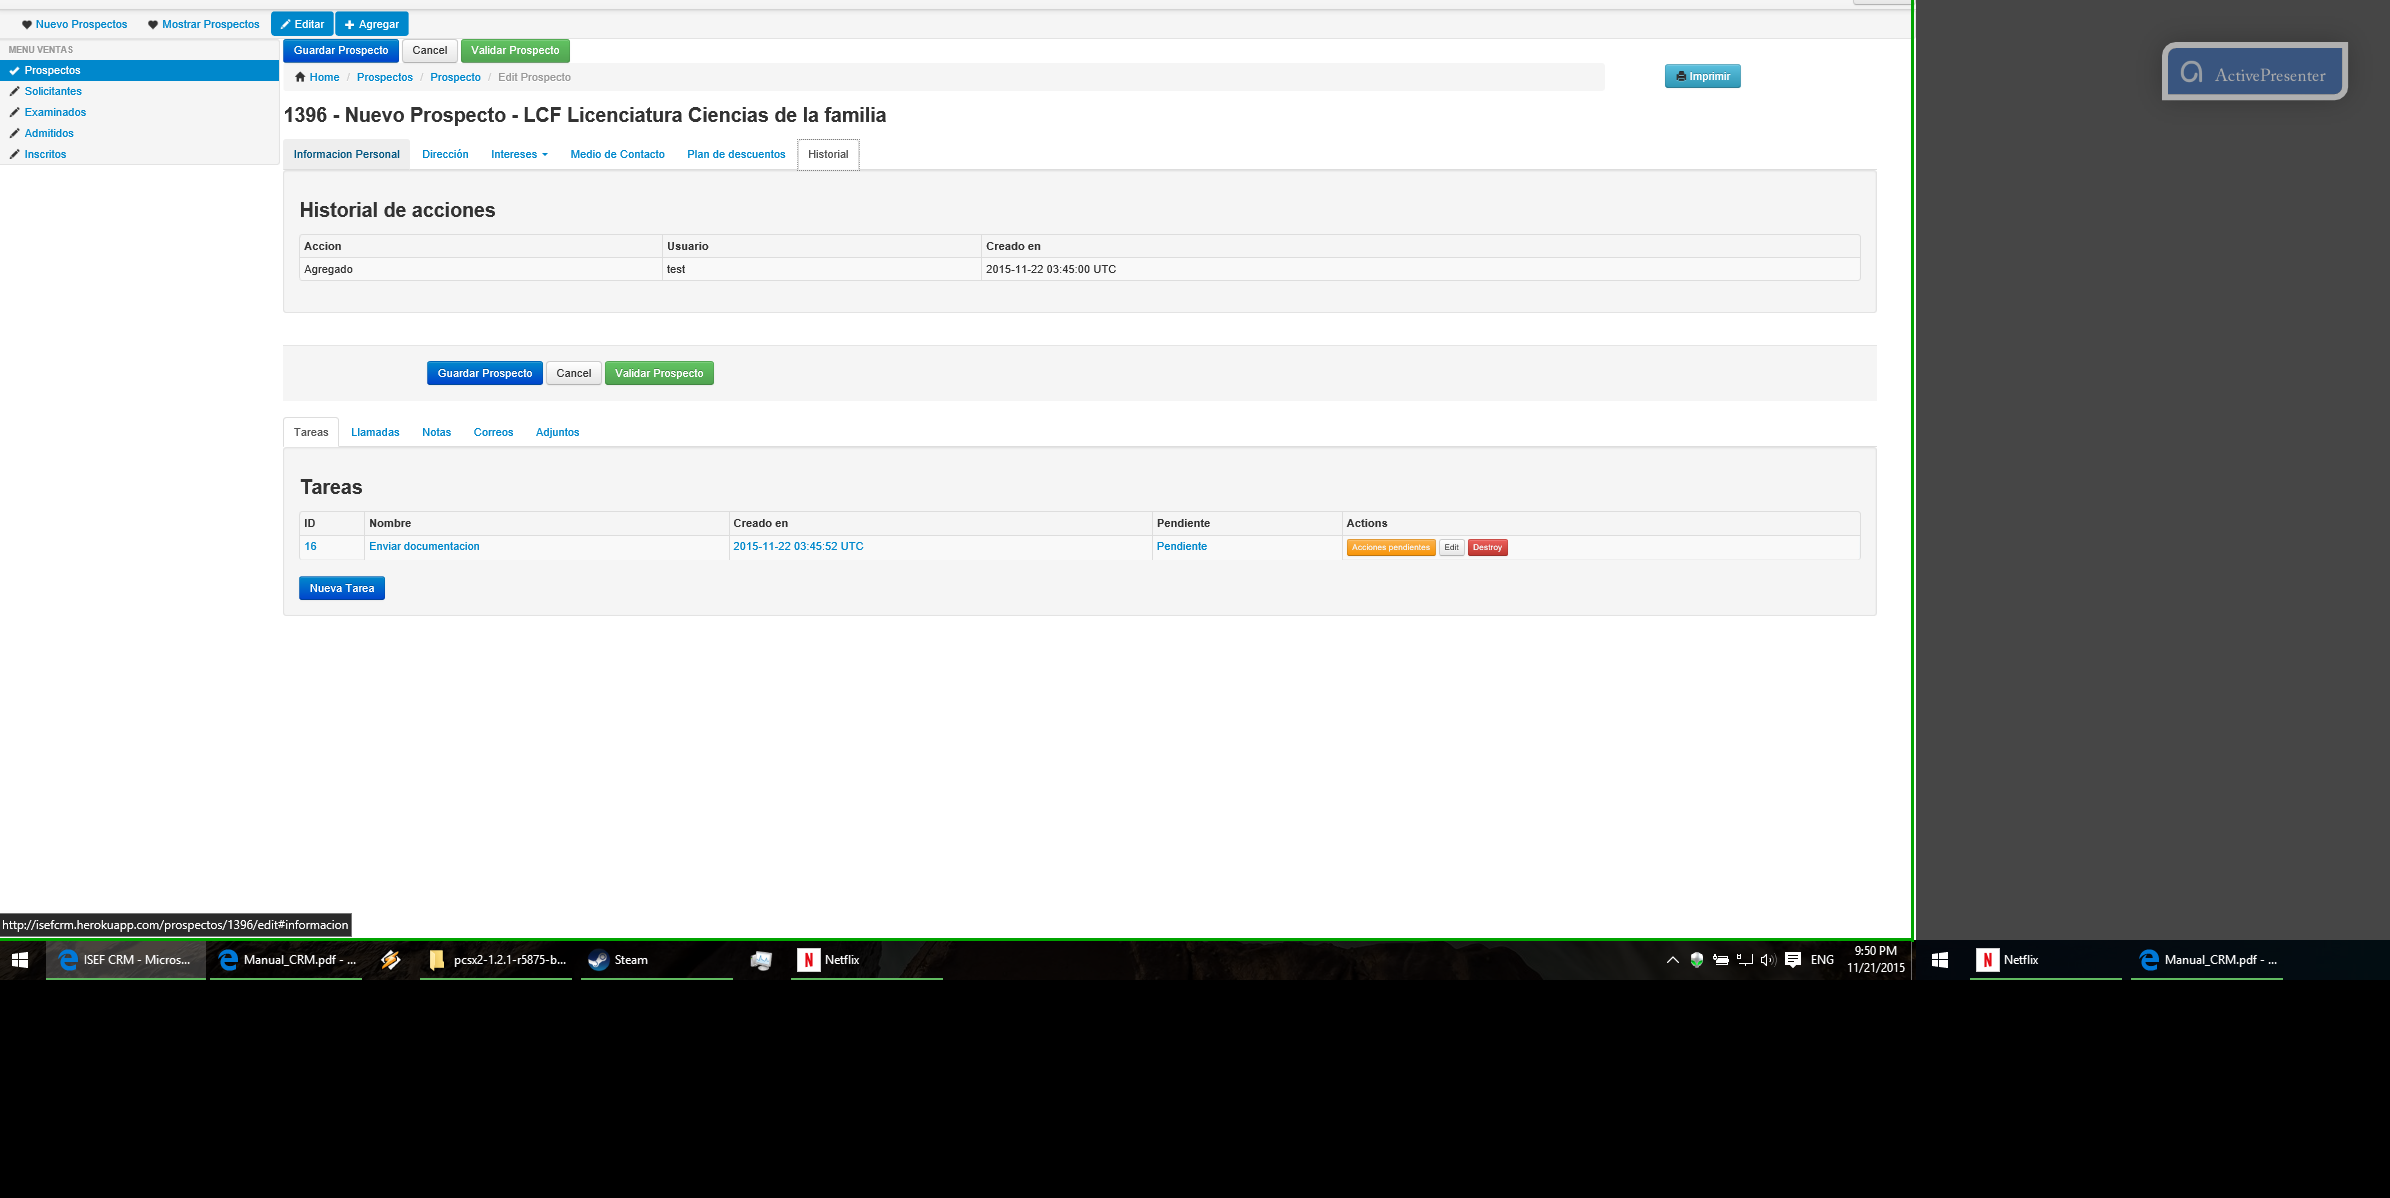 Nuevo Prospectos Mostrar Prospectos Editar Agregar
MENU VENTAS
Prospectos
Solicitantes
Examinados
Admitidos
Inscritos
Guardar Prospecto Cancel Validar Prospecto
Home / Prospectos / Prospecto / Edit Prospecto
Imprimir
1396 - Nuevo Prospecto - LCF Licenciatura Ciencias de la familia
Informacion Personal Dirección Intereses Medio de Contacto Plan de descuentos Historial
Historial de acciones
Accion Usuario Creado en
Agregado test 2015-11-22 03:45:00 UTC
Guardar Prospecto Cancel Validar Prospecto
Tareas Llamadas Notas Correos Adjuntos
Tareas
ID Nombre Creado en Pendiente Actions
16 Enviar documentacion 2015-11-22 03:45:52 UTC Pendiente Acciones pendientes Edit Destroy
Nueva Tarea
ActivePresenter
http://isefcrm.herokuapp.com/prospectos/1396/edit#informacion
ISEF CRM - Micros... Manual_CRM.pdf - ... pcsx2-1.2.1-r5875-b... Steam N Netflix ENG 9:50 PM
11/21/2015
N Netflix Manual_CRM.pdf - ...